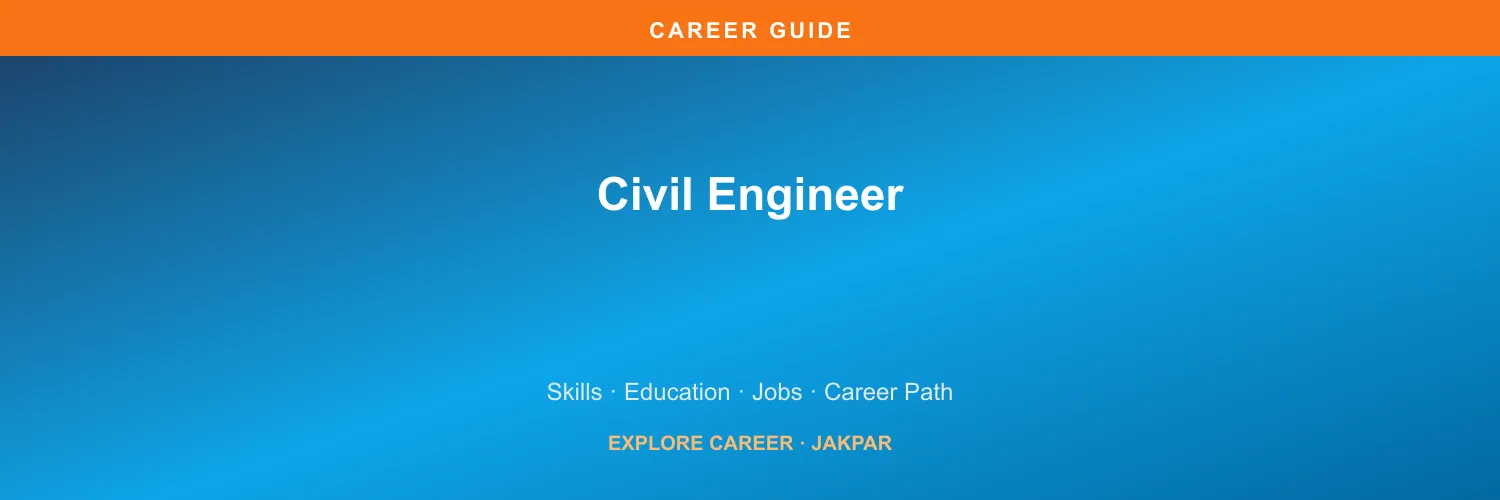 CAREER GUIDE
Civil Engineer
Skills · Education · Jobs · Career Path
EXPLORE CAREER · JAKPAR